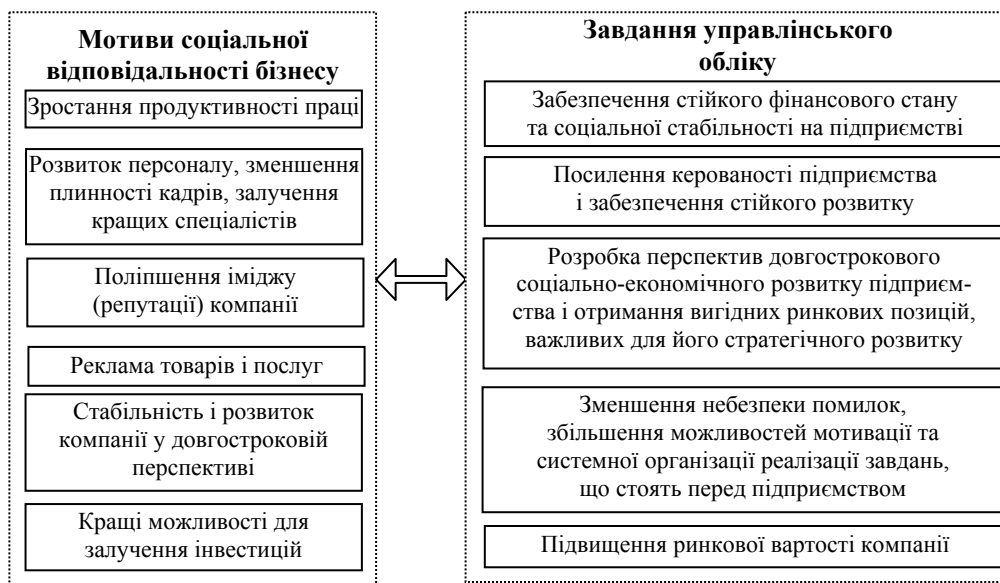 Мотиви соціальної
відповідальності бізнесу
Зростання продуктивності праці
Розвиток персоналу, зменшення
плинності кадрів, залучення
кращих спеціалістів
Поліпшення іміджу
(репутації) компанії
Реклама товарів і послуг
Стабільність і розвиток
компанії у довгостроковій
перспективі
Кращі можливості для
залучення інвестицій
Завдання управлінського
обліку
Забезпечення стійкого фінансового стану
та соціальної стабільності на підприємстві
Посилення керованості підприємства
і забезпечення стійкого розвитку
Розробка перспектив довгострокового
соціально-економічного розвитку підприєм-
ства і отримання вигідних ринкових позицій,
важливих для його стратегічного розвитку
Зменшення небезпеки помилок,
збільшення можливостей мотивації та
системної організації реалізації завдань,
що стоять перед підприємством
Підвищення ринкової вартості компанії